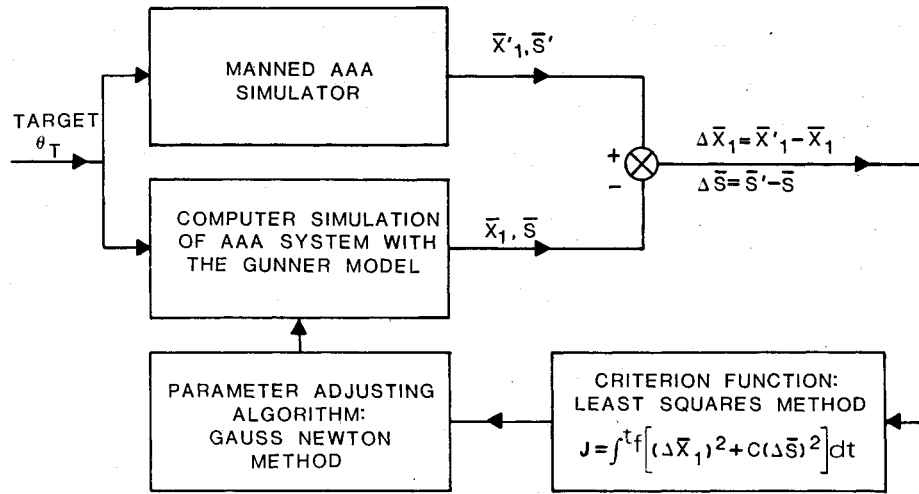 MANNED AAA
SIMULATOR
X̅'₁, S̅'
TARGET
θT
+
-
ΔX̅₁=X̅'₁-X̅₁
ΔS̅=S̅'-S̅
COMPUTER SIMULATION
OF AAA SYSTEM WITH
THE GUNNER MODEL
X̅₁, S̅
PARAMETER ADJUSTING
ALGORITHM:
GAUSS NEWTON
METHOD
CRITERION FUNCTION:
LEAST SQUARES METHOD
J=∫ᵗf[(ΔX̅₁)²+C(ΔS̅)²]dt